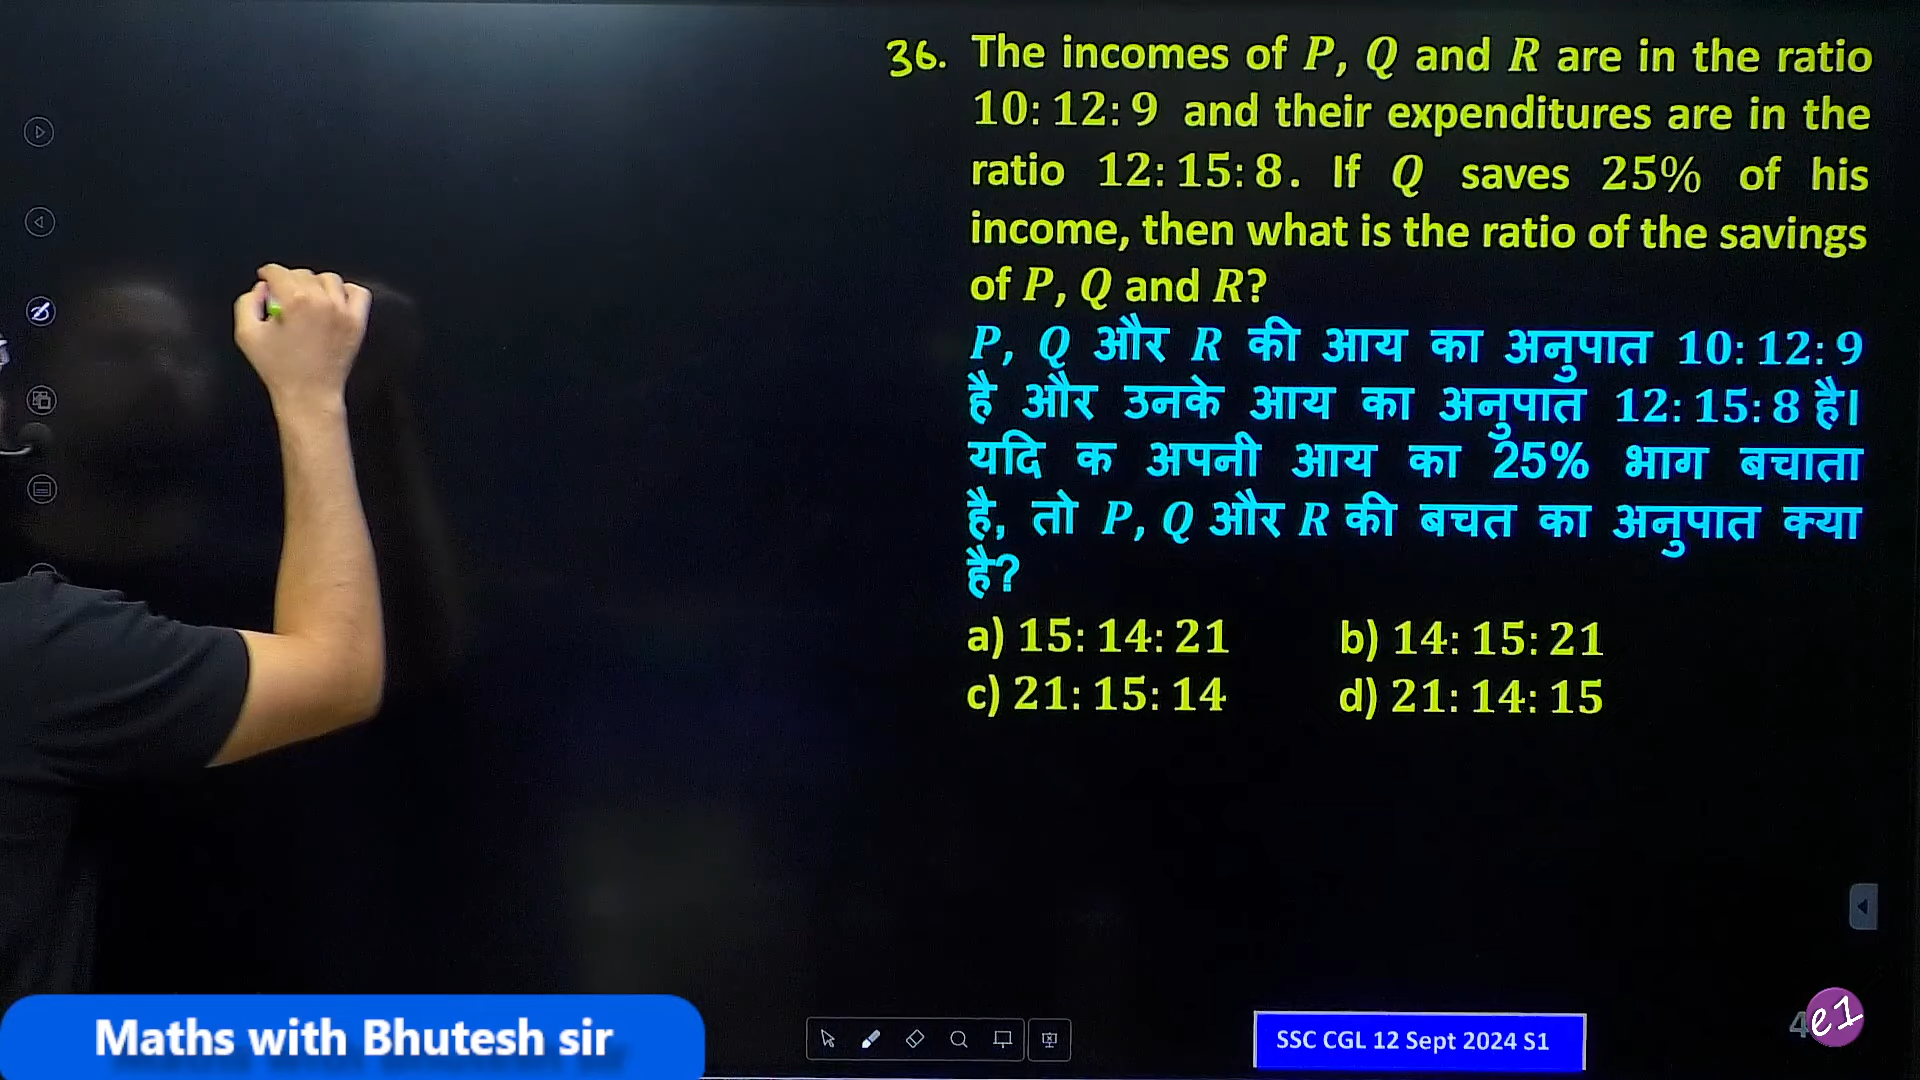 36. The incomes of P, Q and R are in the ratio
10: 12: 9 and their expenditures are in the
ratio 12: 15: 8. If Q saves 25% of his
income, then what is the ratio of the savings
of P, Q and R?
P, Q और R की आय का अनुपात 10: 12: 9
है और उनके आय का अनुपात 12: 15: 8 है।
यदि क अपनी आय का 25% भाग बचाता
है, तो P, Q और R की बचत का अनुपात क्या
है?
a) 15: 14: 21 b) 14: 15: 21
c) 21: 15: 14 d) 21: 14: 15
Maths with Bhutesh sir
SSC CGL 12 Sept 2024 S1
4
e1